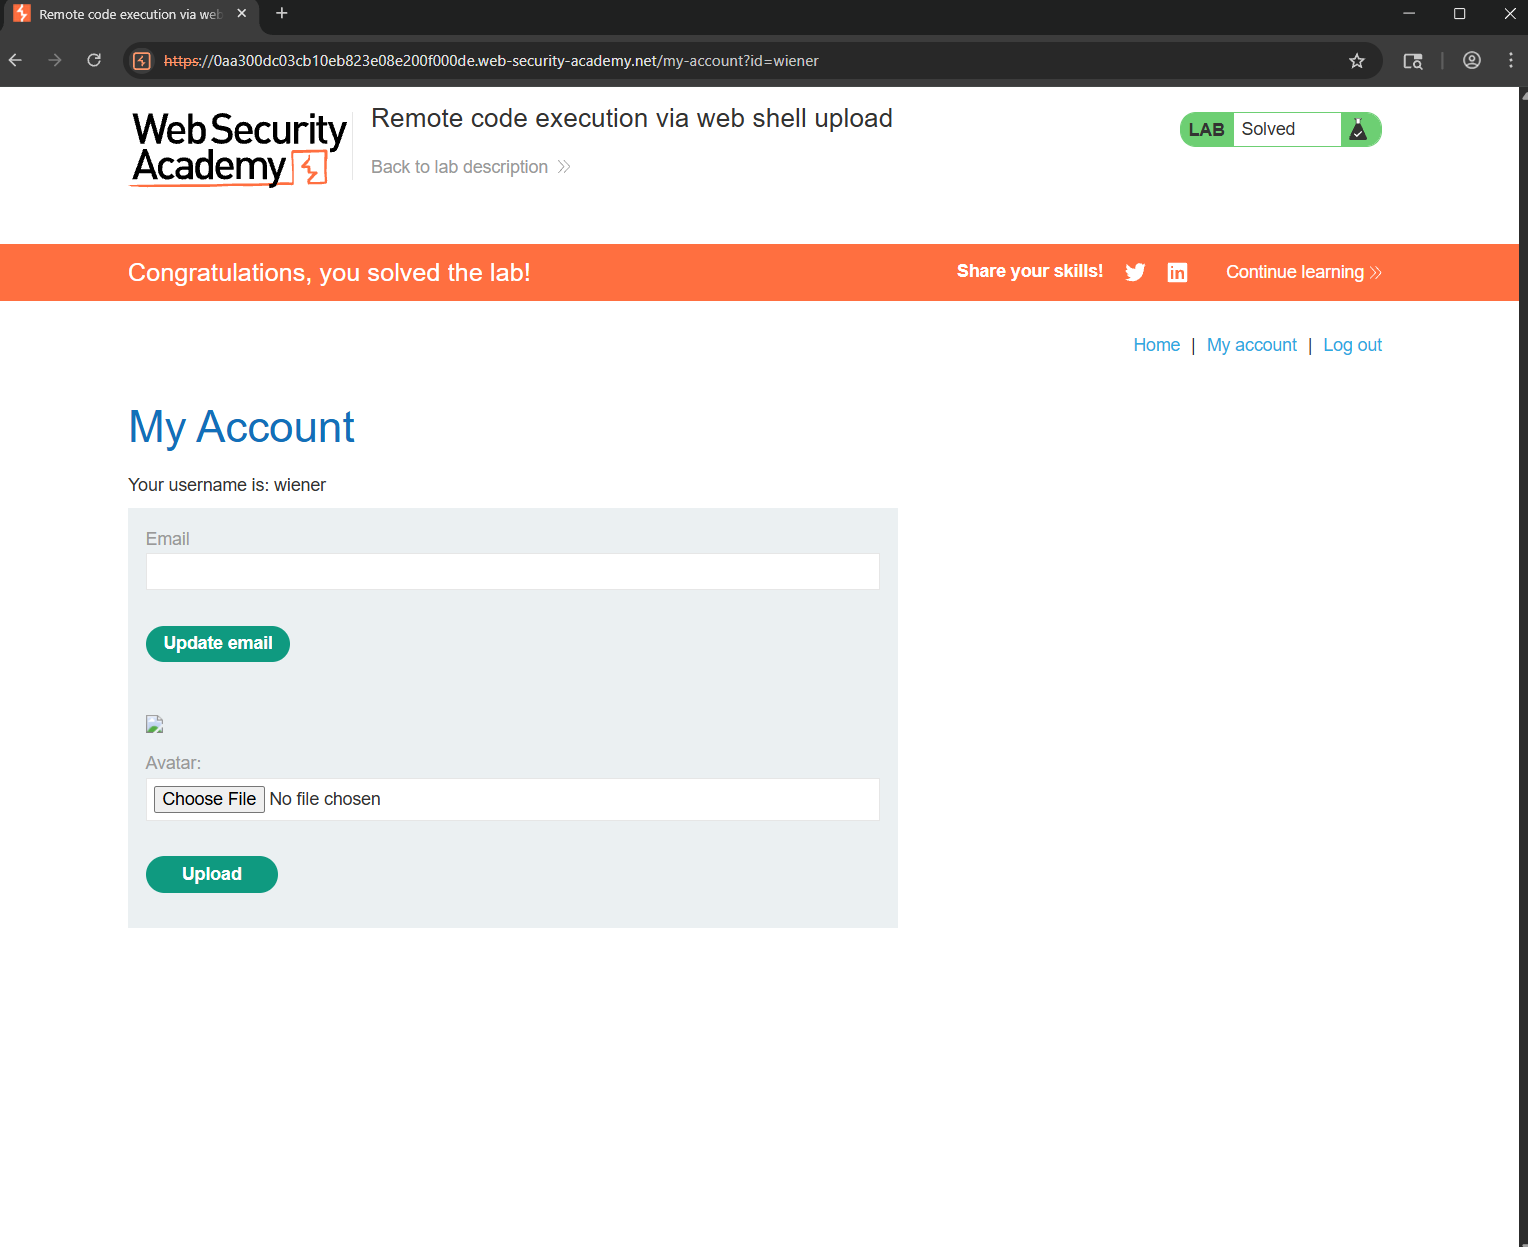 Remote code execution via web
https://0aa300dc03cb10eb823e08e200f000de.web-security-academy.net/my-account?id=wiener
Web Security
Academy
Remote code execution via web shell upload
Back to lab description
LAB Solved
Congratulations, you solved the lab!
Share your skills!
Continue learning
Home | My account | Log out
My Account
Your username is: wiener
Email
Update email
Avatar:
Choose File No file chosen
Upload